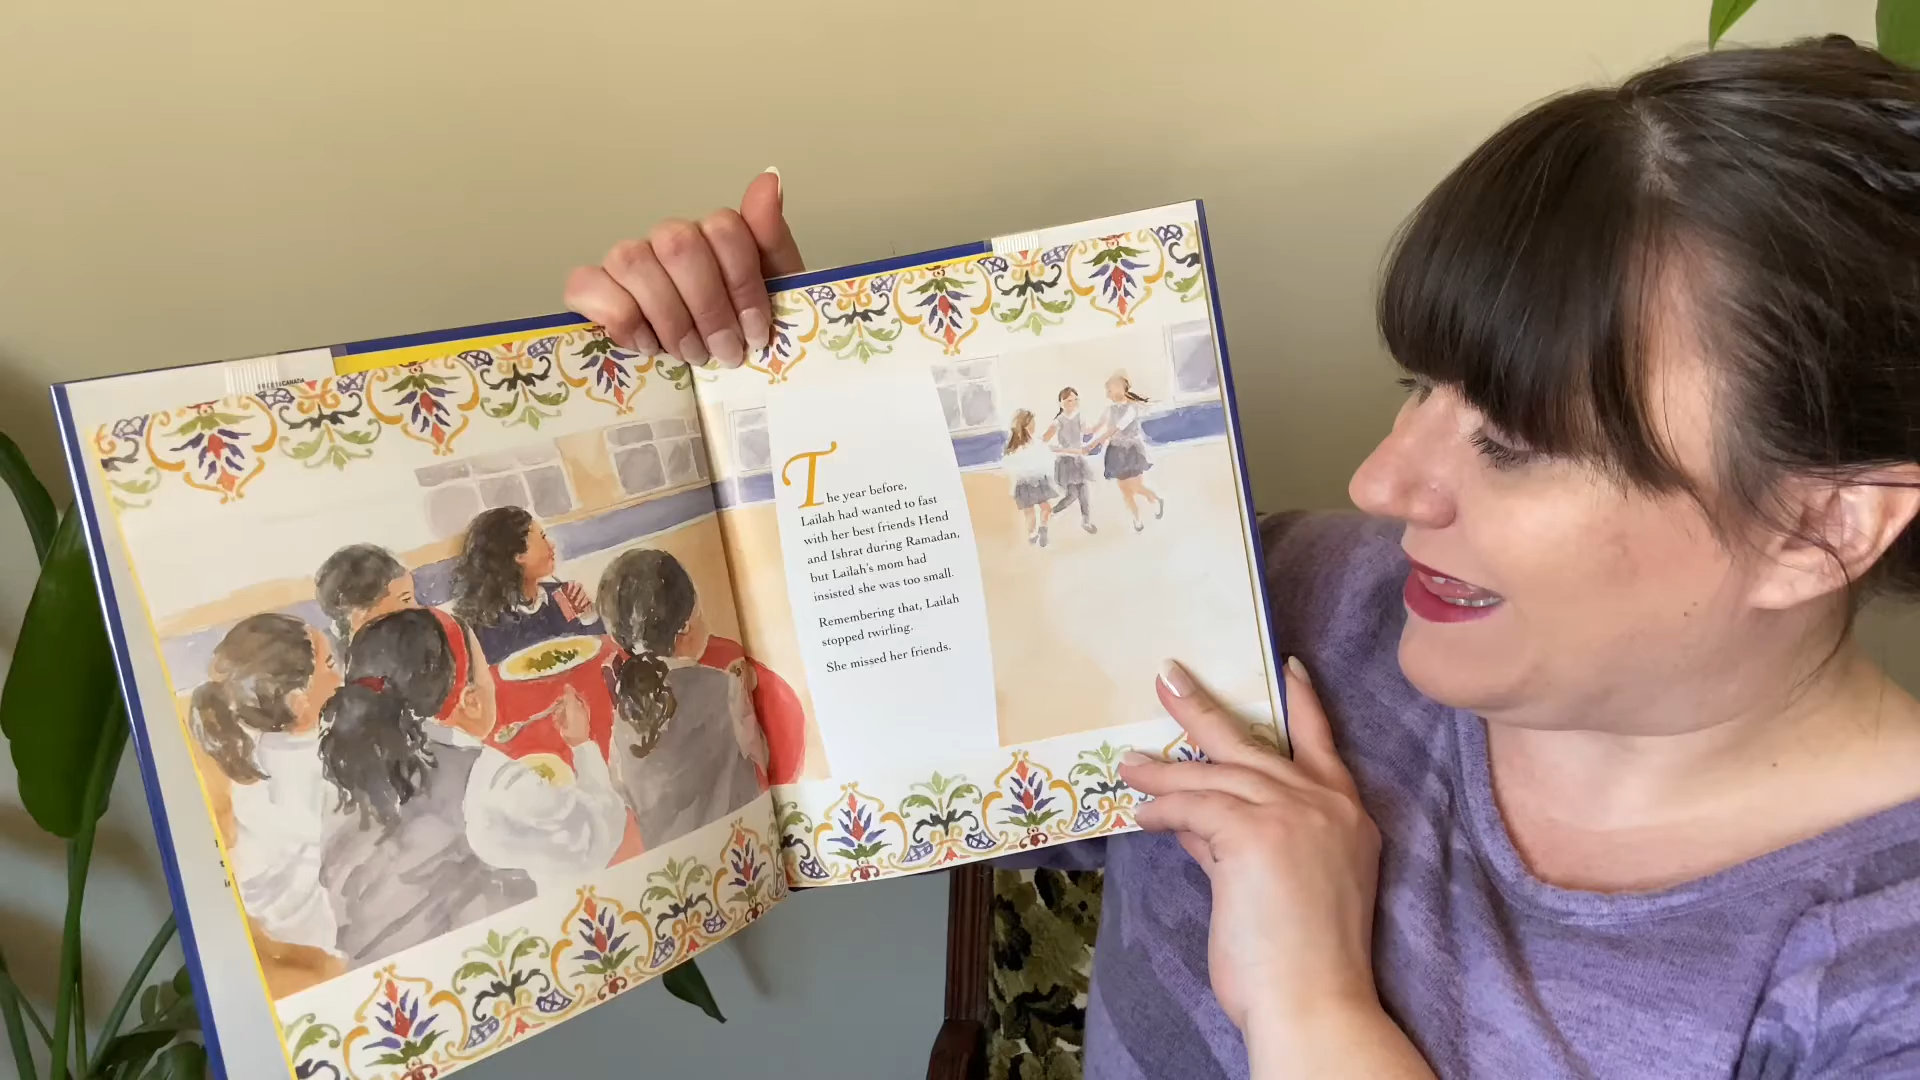 CANADA
The year before,
Lailah had wanted to fast
with her best friends Hend
and Ishrat during Ramadan,
but Lailah's mom had
insisted she was too small.
Remembering that, Lailah
stopped twirling.
She missed her friends.